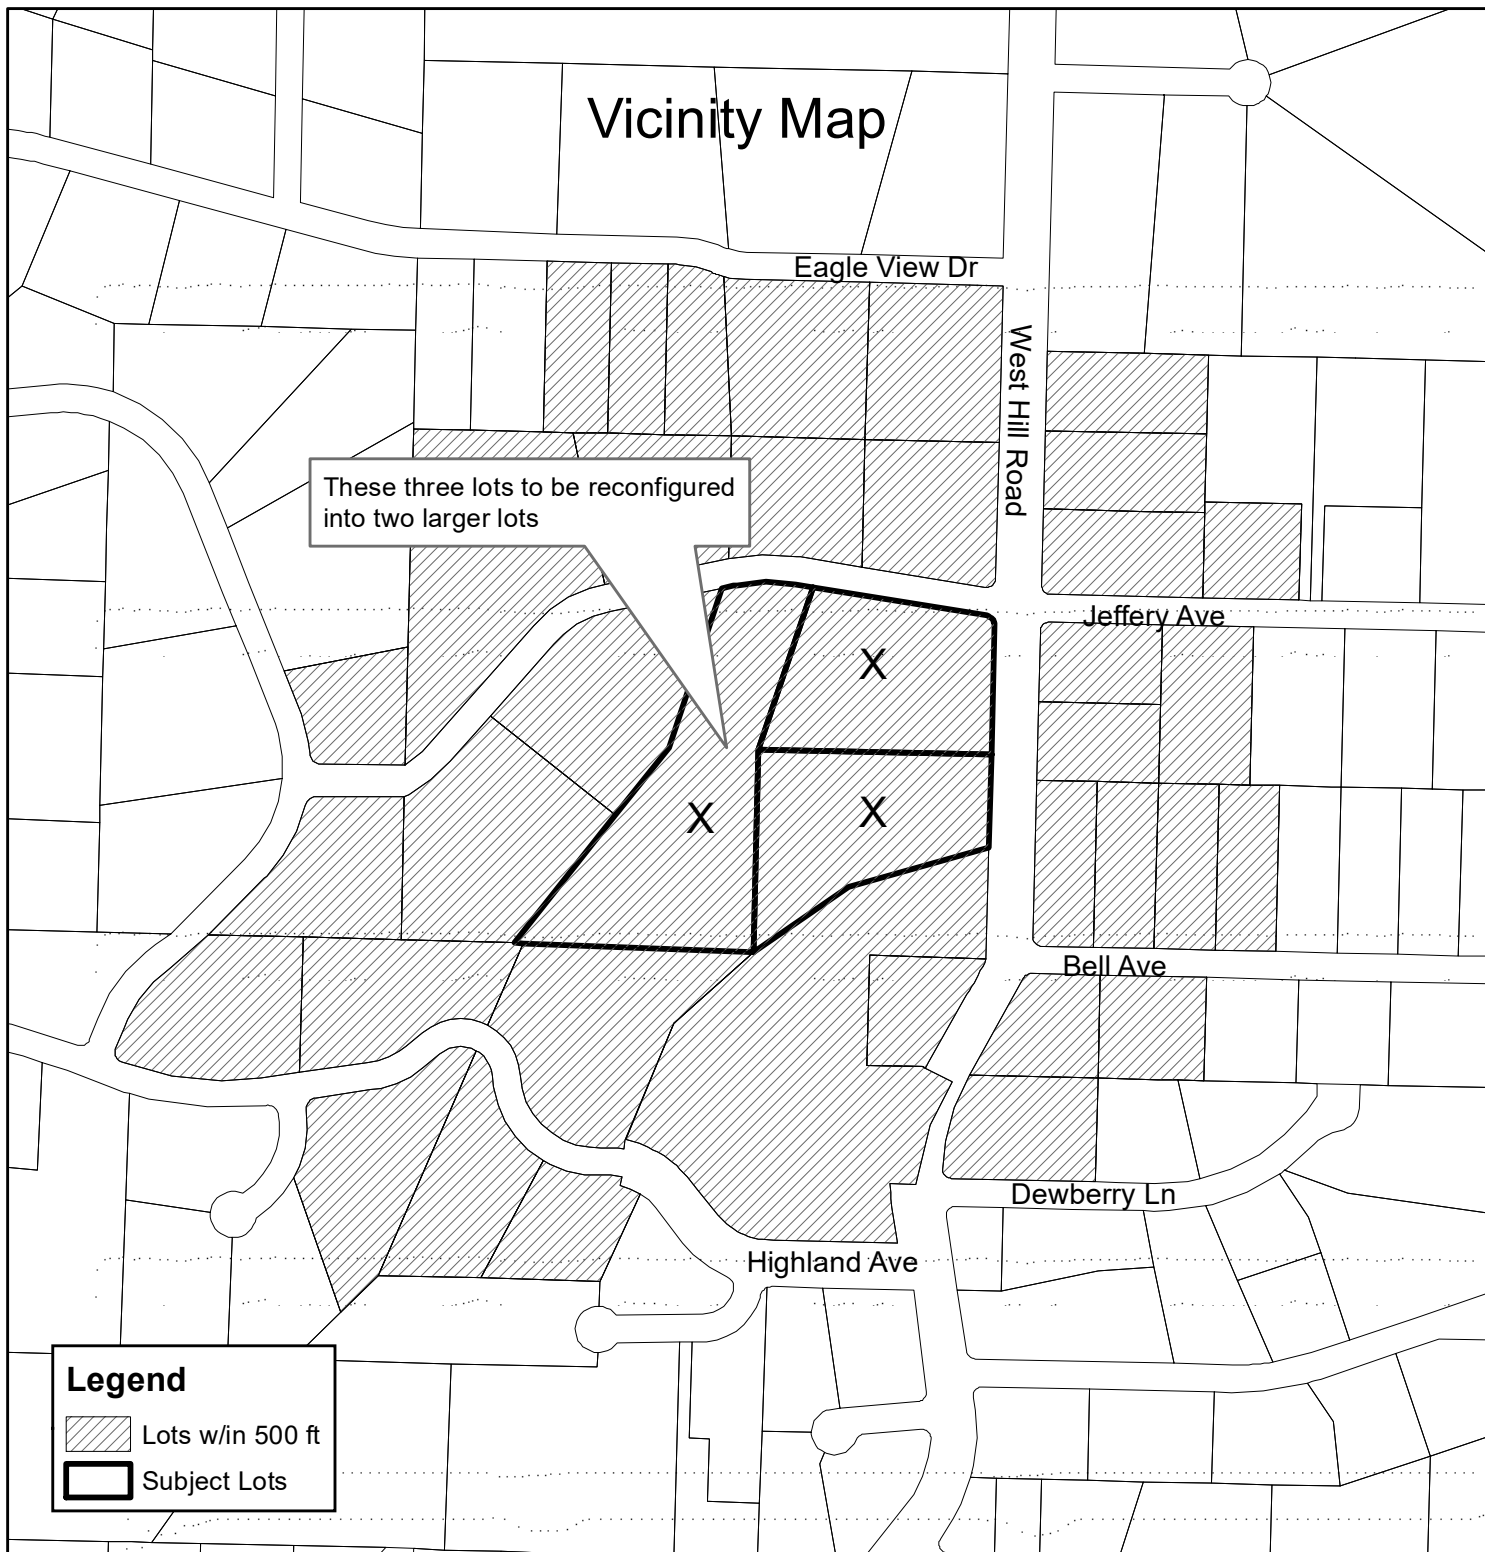 Vicinity Map
Eagle View Dr
West Hill Road
These three lots to be reconfigured
into two larger lots
Jeffery Ave
X
X
X
Bell Ave
Dewberry Ln
Highland Ave
Legend
Lots w/in 500 ft
Subject Lots